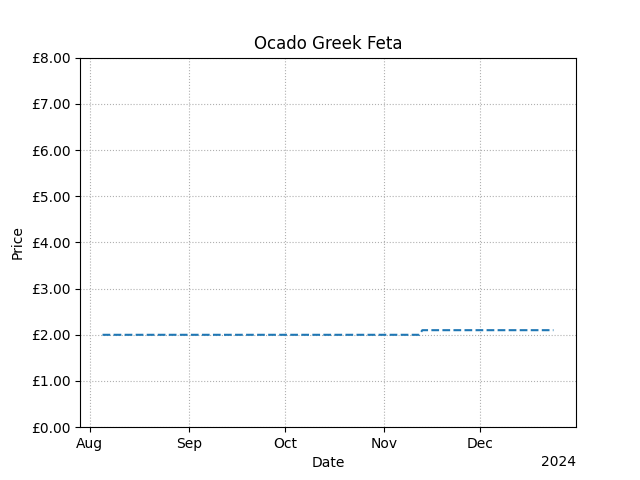 Ocado Greek Feta
£8.00
£7.00
£6.00
£5.00
£4.00
£3.00
£2.00
£1.00
£0.00
Price
Aug Sep Oct Nov Dec
Date
2024